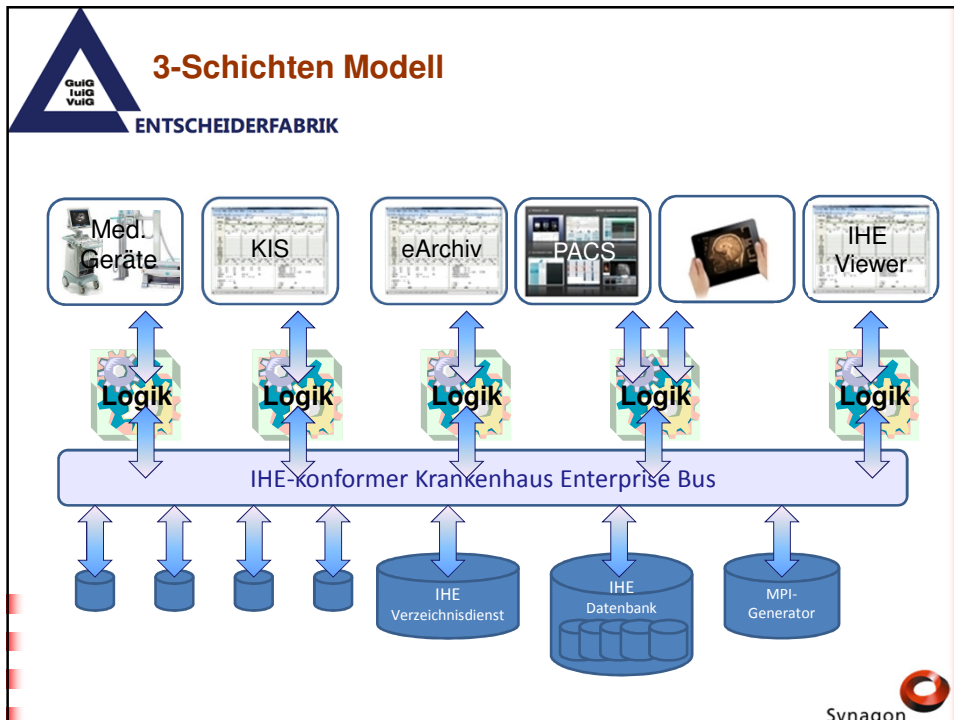 3-Schichten Modell
GuiG
IuiG
VuiG
ENTSCHEIDERFABRIK
Med.
Geräte
KIS
eArchiv
PACS
IHE
Viewer
Logik
Logik
Logik
Logik
Logik
IHE-konformer Krankenhaus Enterprise Bus
IHE
Verzeichnisdienst
IHE
Datenbank
MPI-
Generator
Synagon